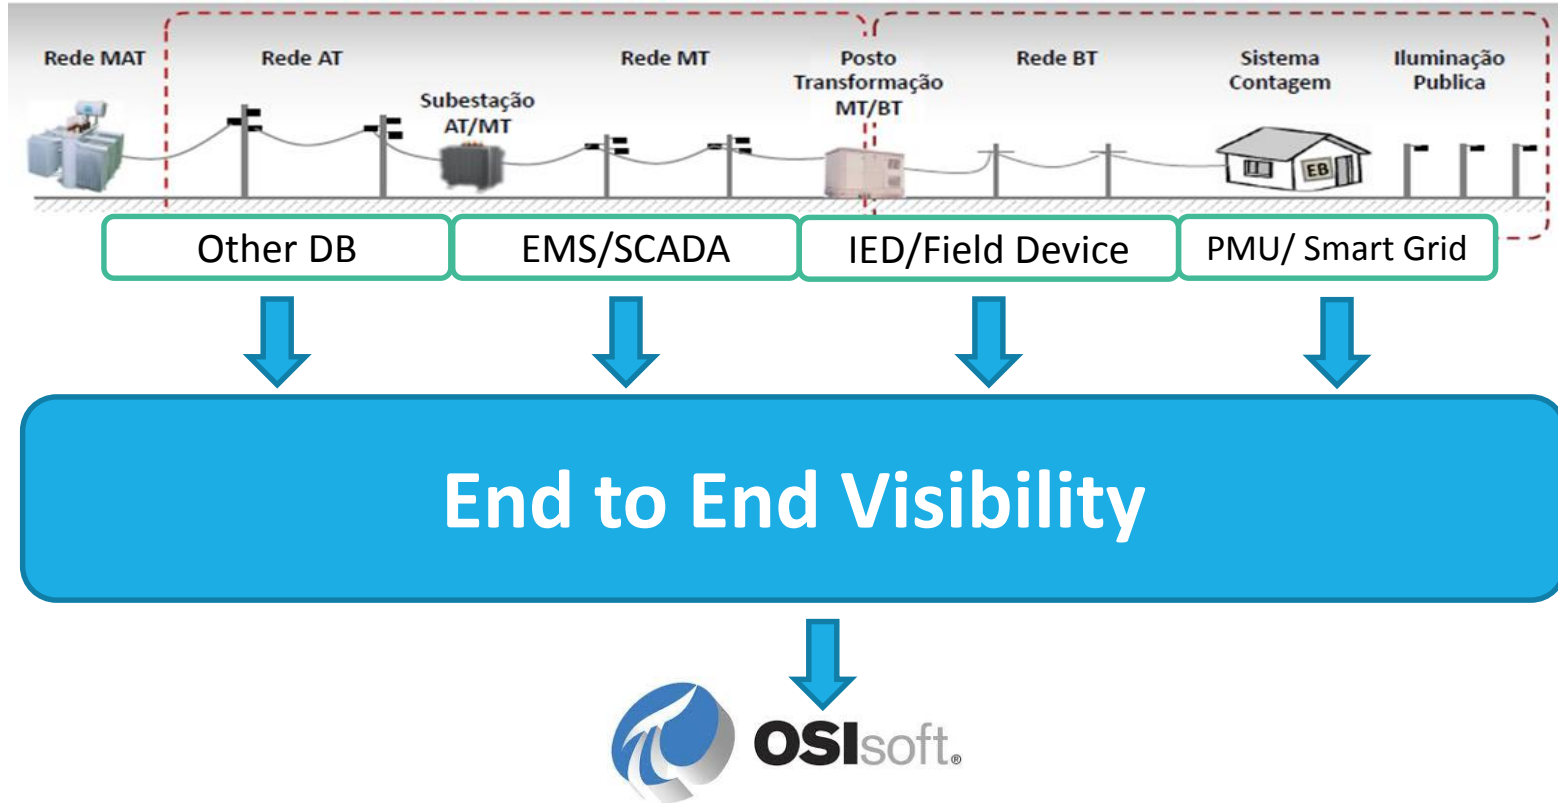 Rede MAT
Rede AT
Subestação
AT/MT
Rede MT
Posto
Transformação
MT/BT
Rede BT
Sistema
Contagem
Iluminação
Publica
EB
Other DB
EMS/SCADA
IED/Field Device
PMU/ Smart Grid
End to End Visibility
OSIsoft®